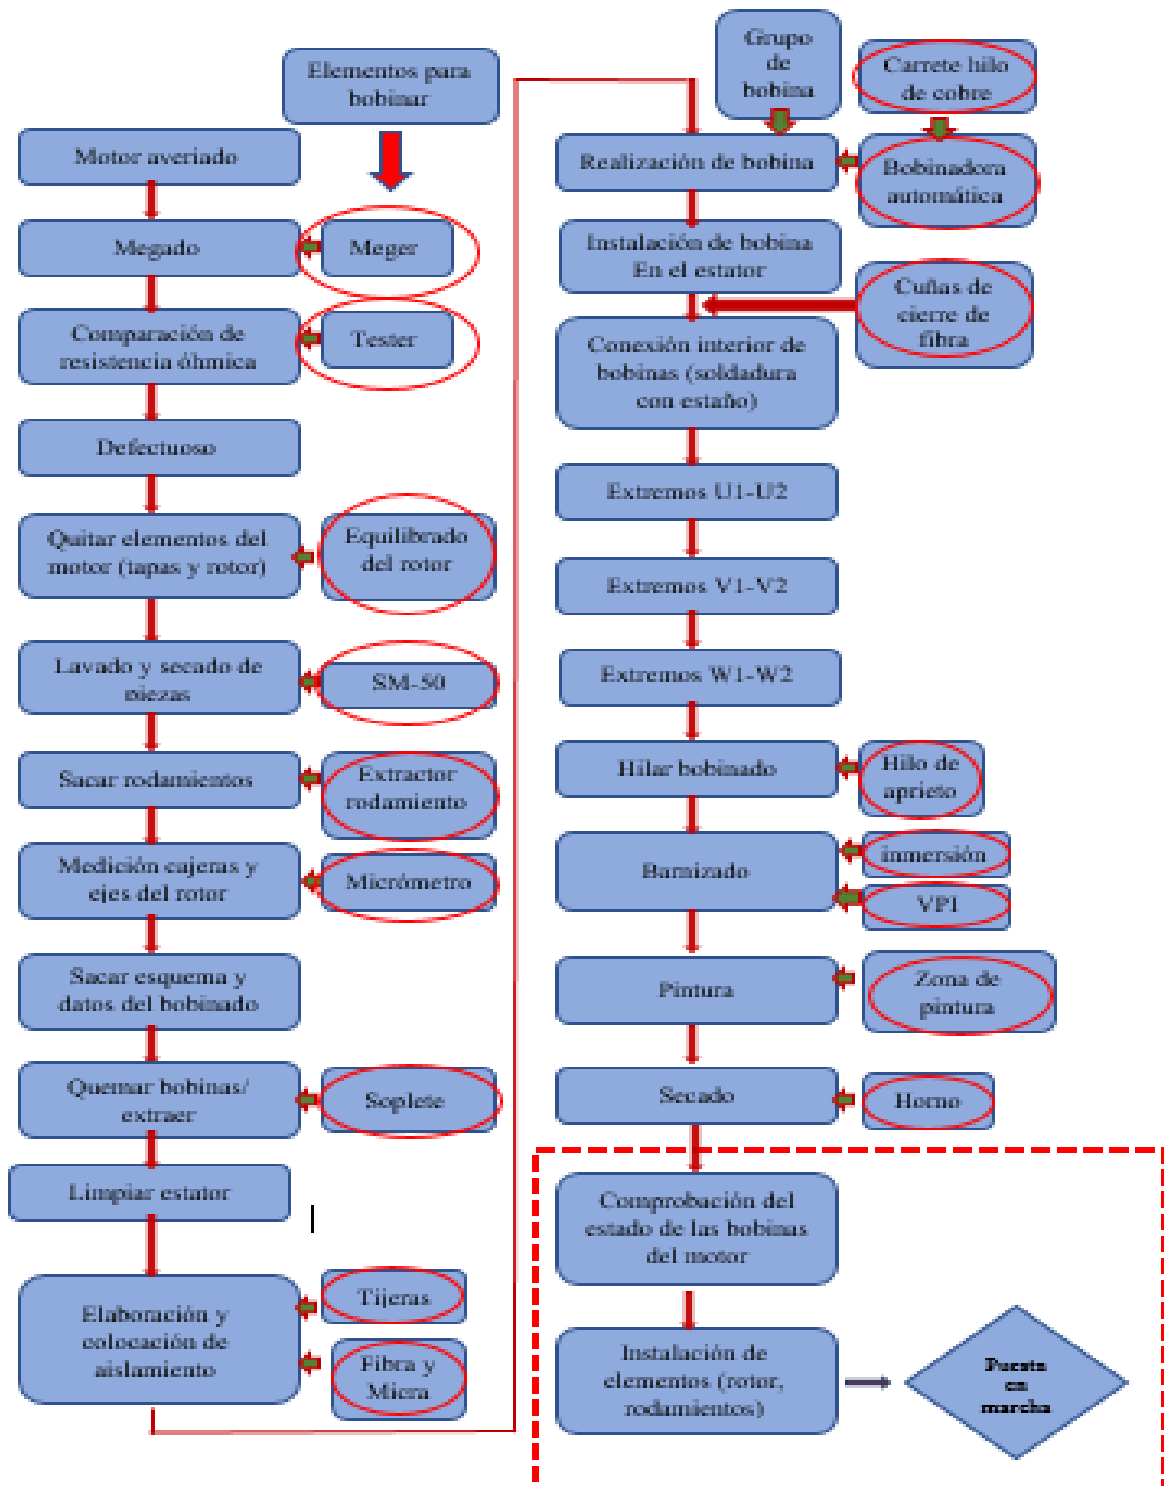 Elementos para
bobinar
Motor averiado
Megado
Meger
Comparación de
resistencia óhmica
Tester
Defectuoso
Quitar elementos del
motor (tapas y rotor)
Equilibrado
del rotor
Lavado y secado de
piezas
SM-50
Sacar rodamientos
Extractor
rodamiento
Medición cajeras y
ejes del rotor
Micrómetro
Sacar esquema y
datos del bobinado
Quemar bobinas/
extraer
Soplete
Limpiar estator
Elaboración y
colocación de
aislamiento
Tijeras
Fibra y
Micra
Grupo
de
bobina
Carrete hilo
de cobre
Realización de bobina
Bobinadora
automática
Instalación de bobina
En el estator
Cuñas de
cierre de
fibra
Conexión interior de
bobinas (soldadura
con estaño)
Extremos U1-U2
Extremos V1-V2
Extremos W1-W2
Hilar bobinado
Hilo de
aprieto
Barnizado
inmersión
VPI
Pintura
Zona de
pintura
Secado
Horno
Comprobación del
estado de las bobinas
del motor
Instalación de
elementos (rotor,
rodamientos)
Puesta
en
marcha